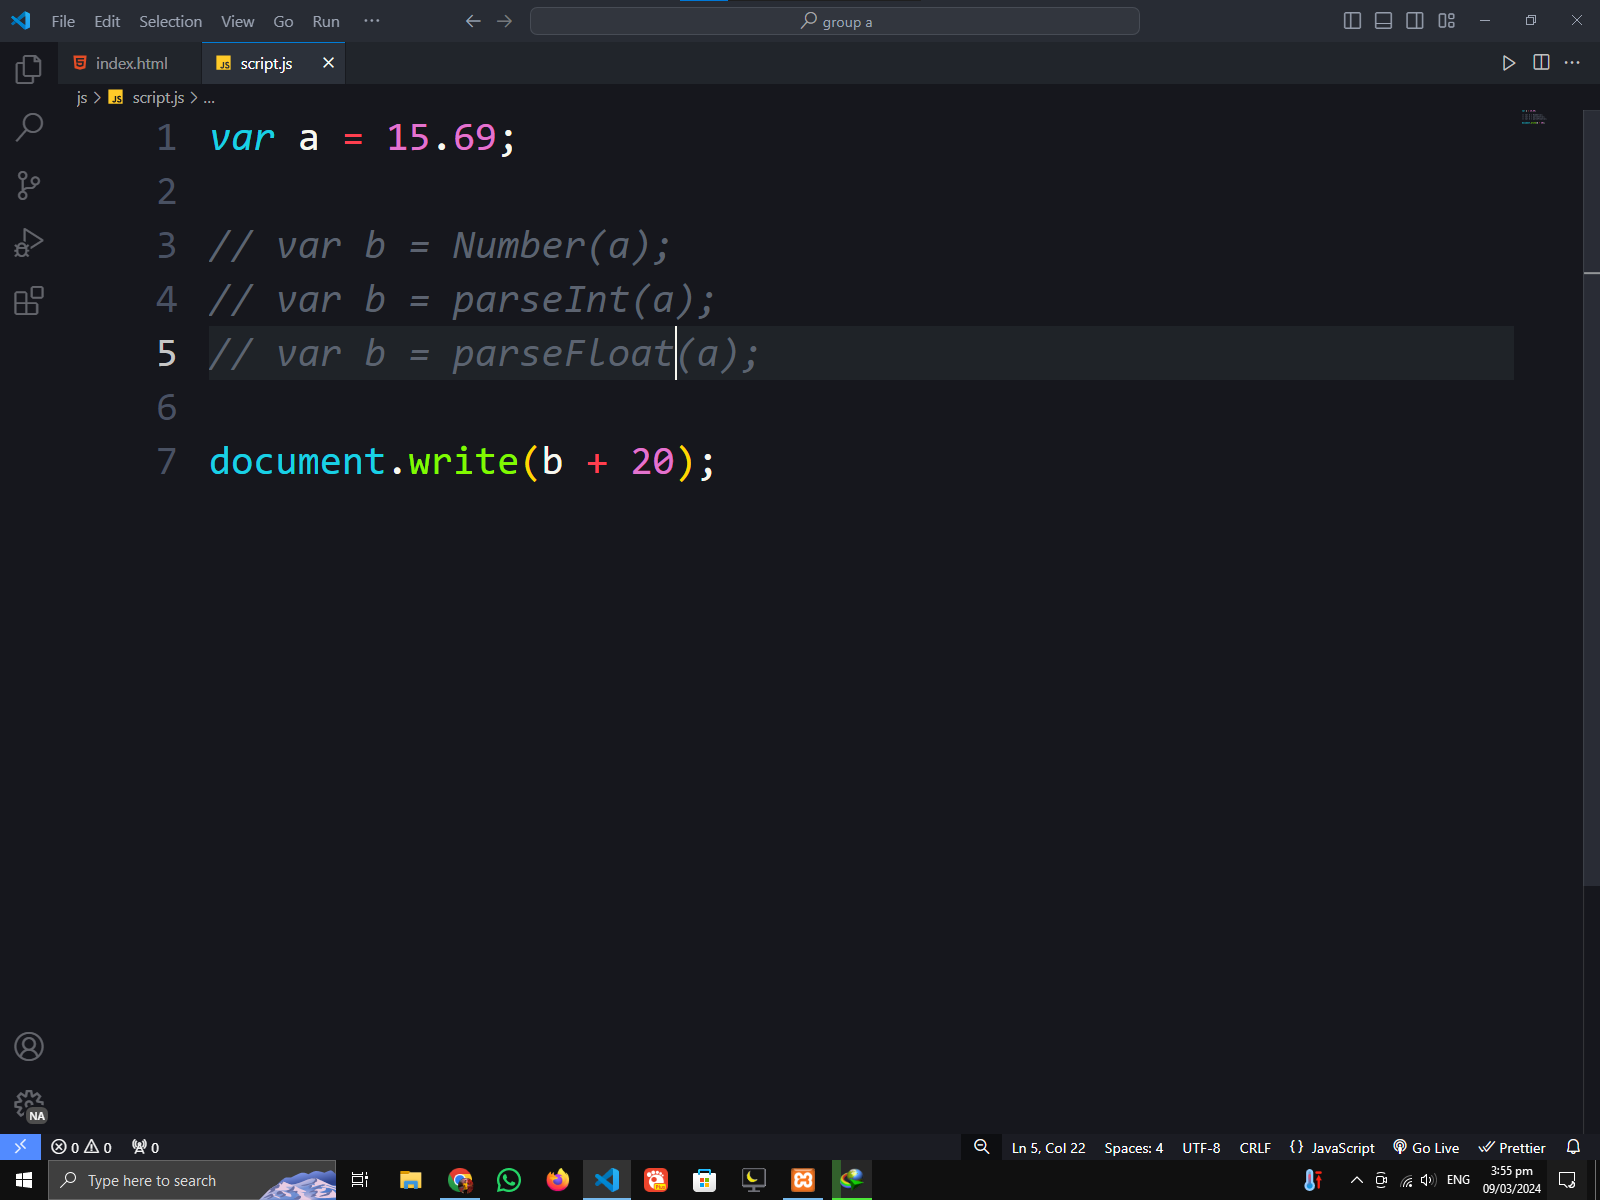 File Edit Selection View Go Run ···
group a
index.html
script.js
js > JS script.js > ...
1 var a = 15.69;
2
3 // var b = Number(a);
4 // var b = parseInt(a);
5 // var b = parseFloat(a);
6
7 document.write(b + 20);
NA
0 0 0
Ln 5, Col 22 Spaces: 4 UTF-8 CRLF {} JavaScript Go Live Prettier
Type here to search
ENG
3:55 pm
09/03/2024